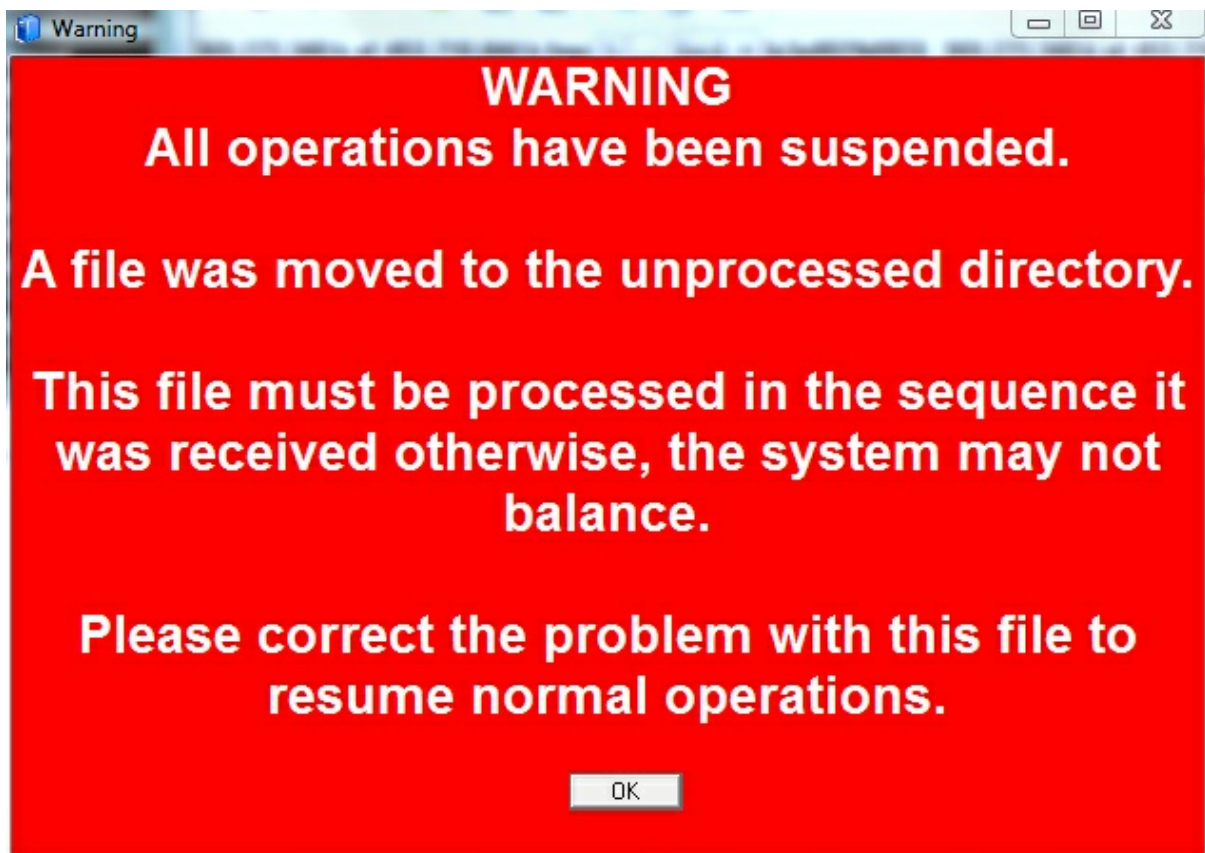 Warning
WARNING
All operations have been suspended.
A file was moved to the unprocessed directory.
This file must be processed in the sequence it
was received otherwise, the system may not
balance.
Please correct the problem with this file to
resume normal operations.
OK